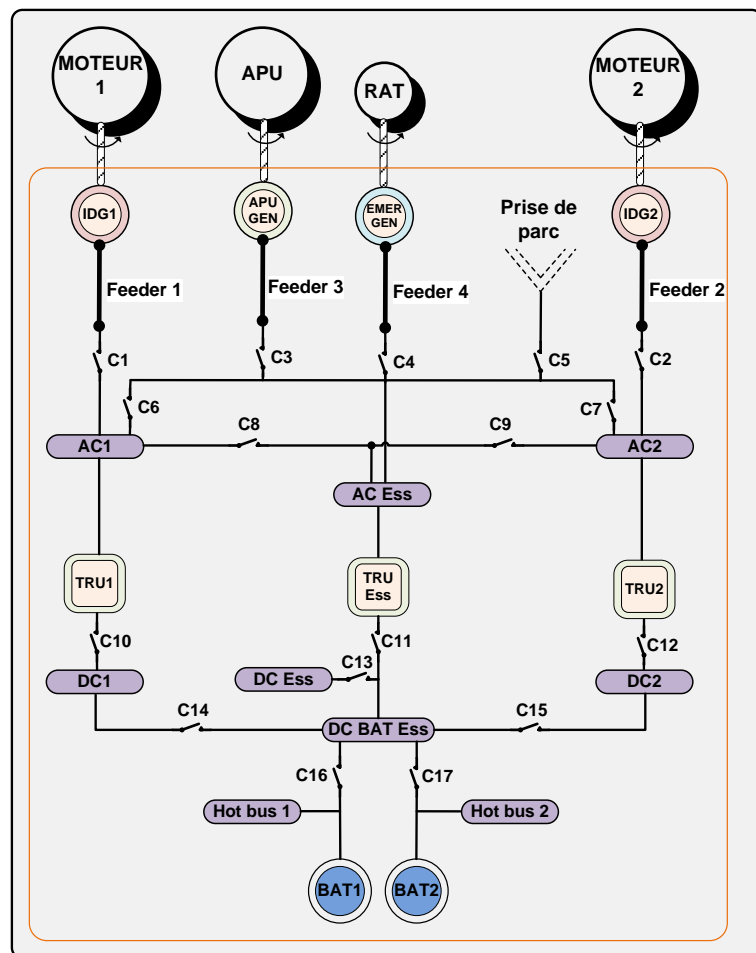 MOTEUR
1
APU
RAT
MOTEUR
2
IDG1
APU
GEN
EMER
GEN
Prise de
parc
IDG2
Feeder 1
Feeder 3
Feeder 4
Feeder 2
C1
C3
C4
C5
C2
C6
C7
C8
C9
AC1
AC2
AC Ess
TRU1
TRU
Ess
TRU2
C10
C11
C12
C13
DC1
DC Ess
DC2
C14
C15
DC BAT Ess
C16
C17
Hot bus 1
Hot bus 2
BAT1
BAT2